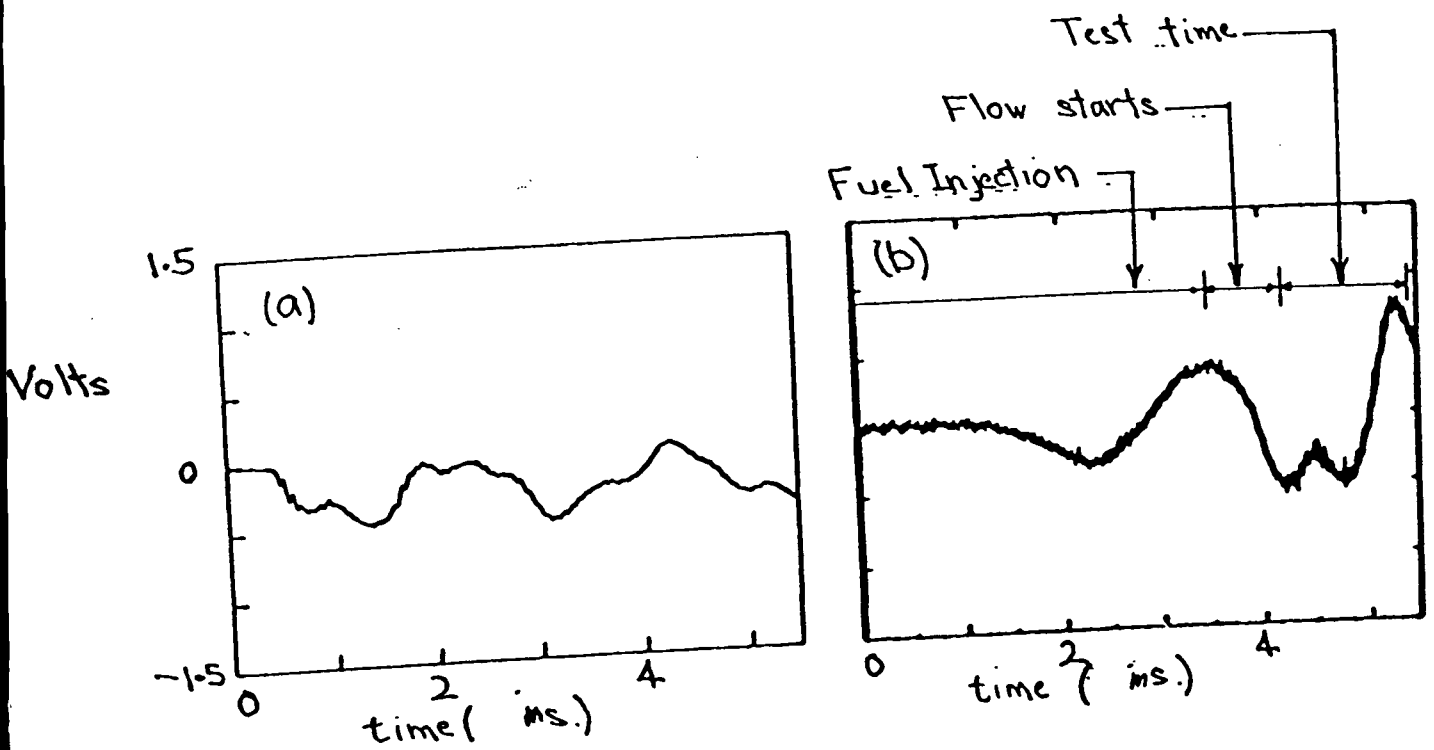 Test time
Flow starts
Fuel Injection
1.5
(a)
(b)
Volts
0
-1.5
0
2
4
time( ms.)
0
2
4
time ( ms.)